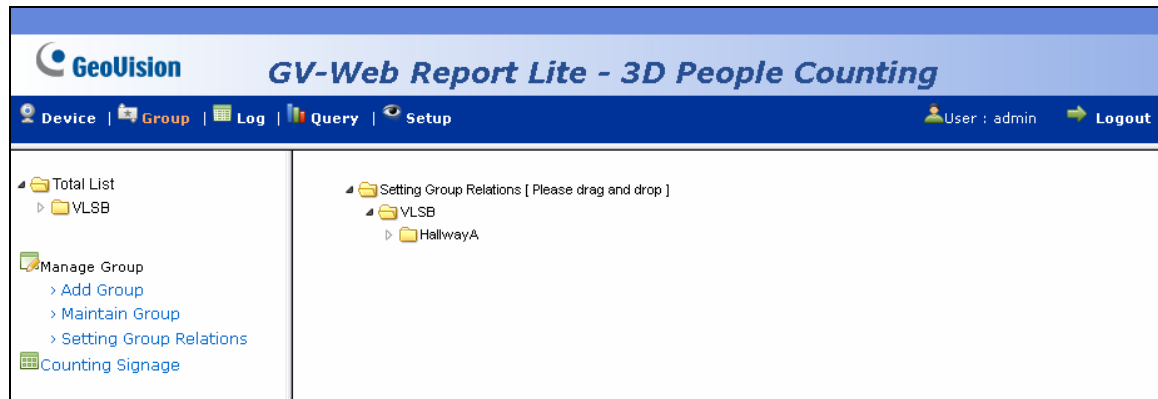 GeoVision
GV-Web Report Lite - 3D People Counting
Device | Group | Log | Query | Setup
User : admin
Logout
Total List
VLSB
Manage Group
› Add Group
› Maintain Group
› Setting Group Relations
Counting Signage
Setting Group Relations [ Please drag and drop ]
VLSB
HallwayA